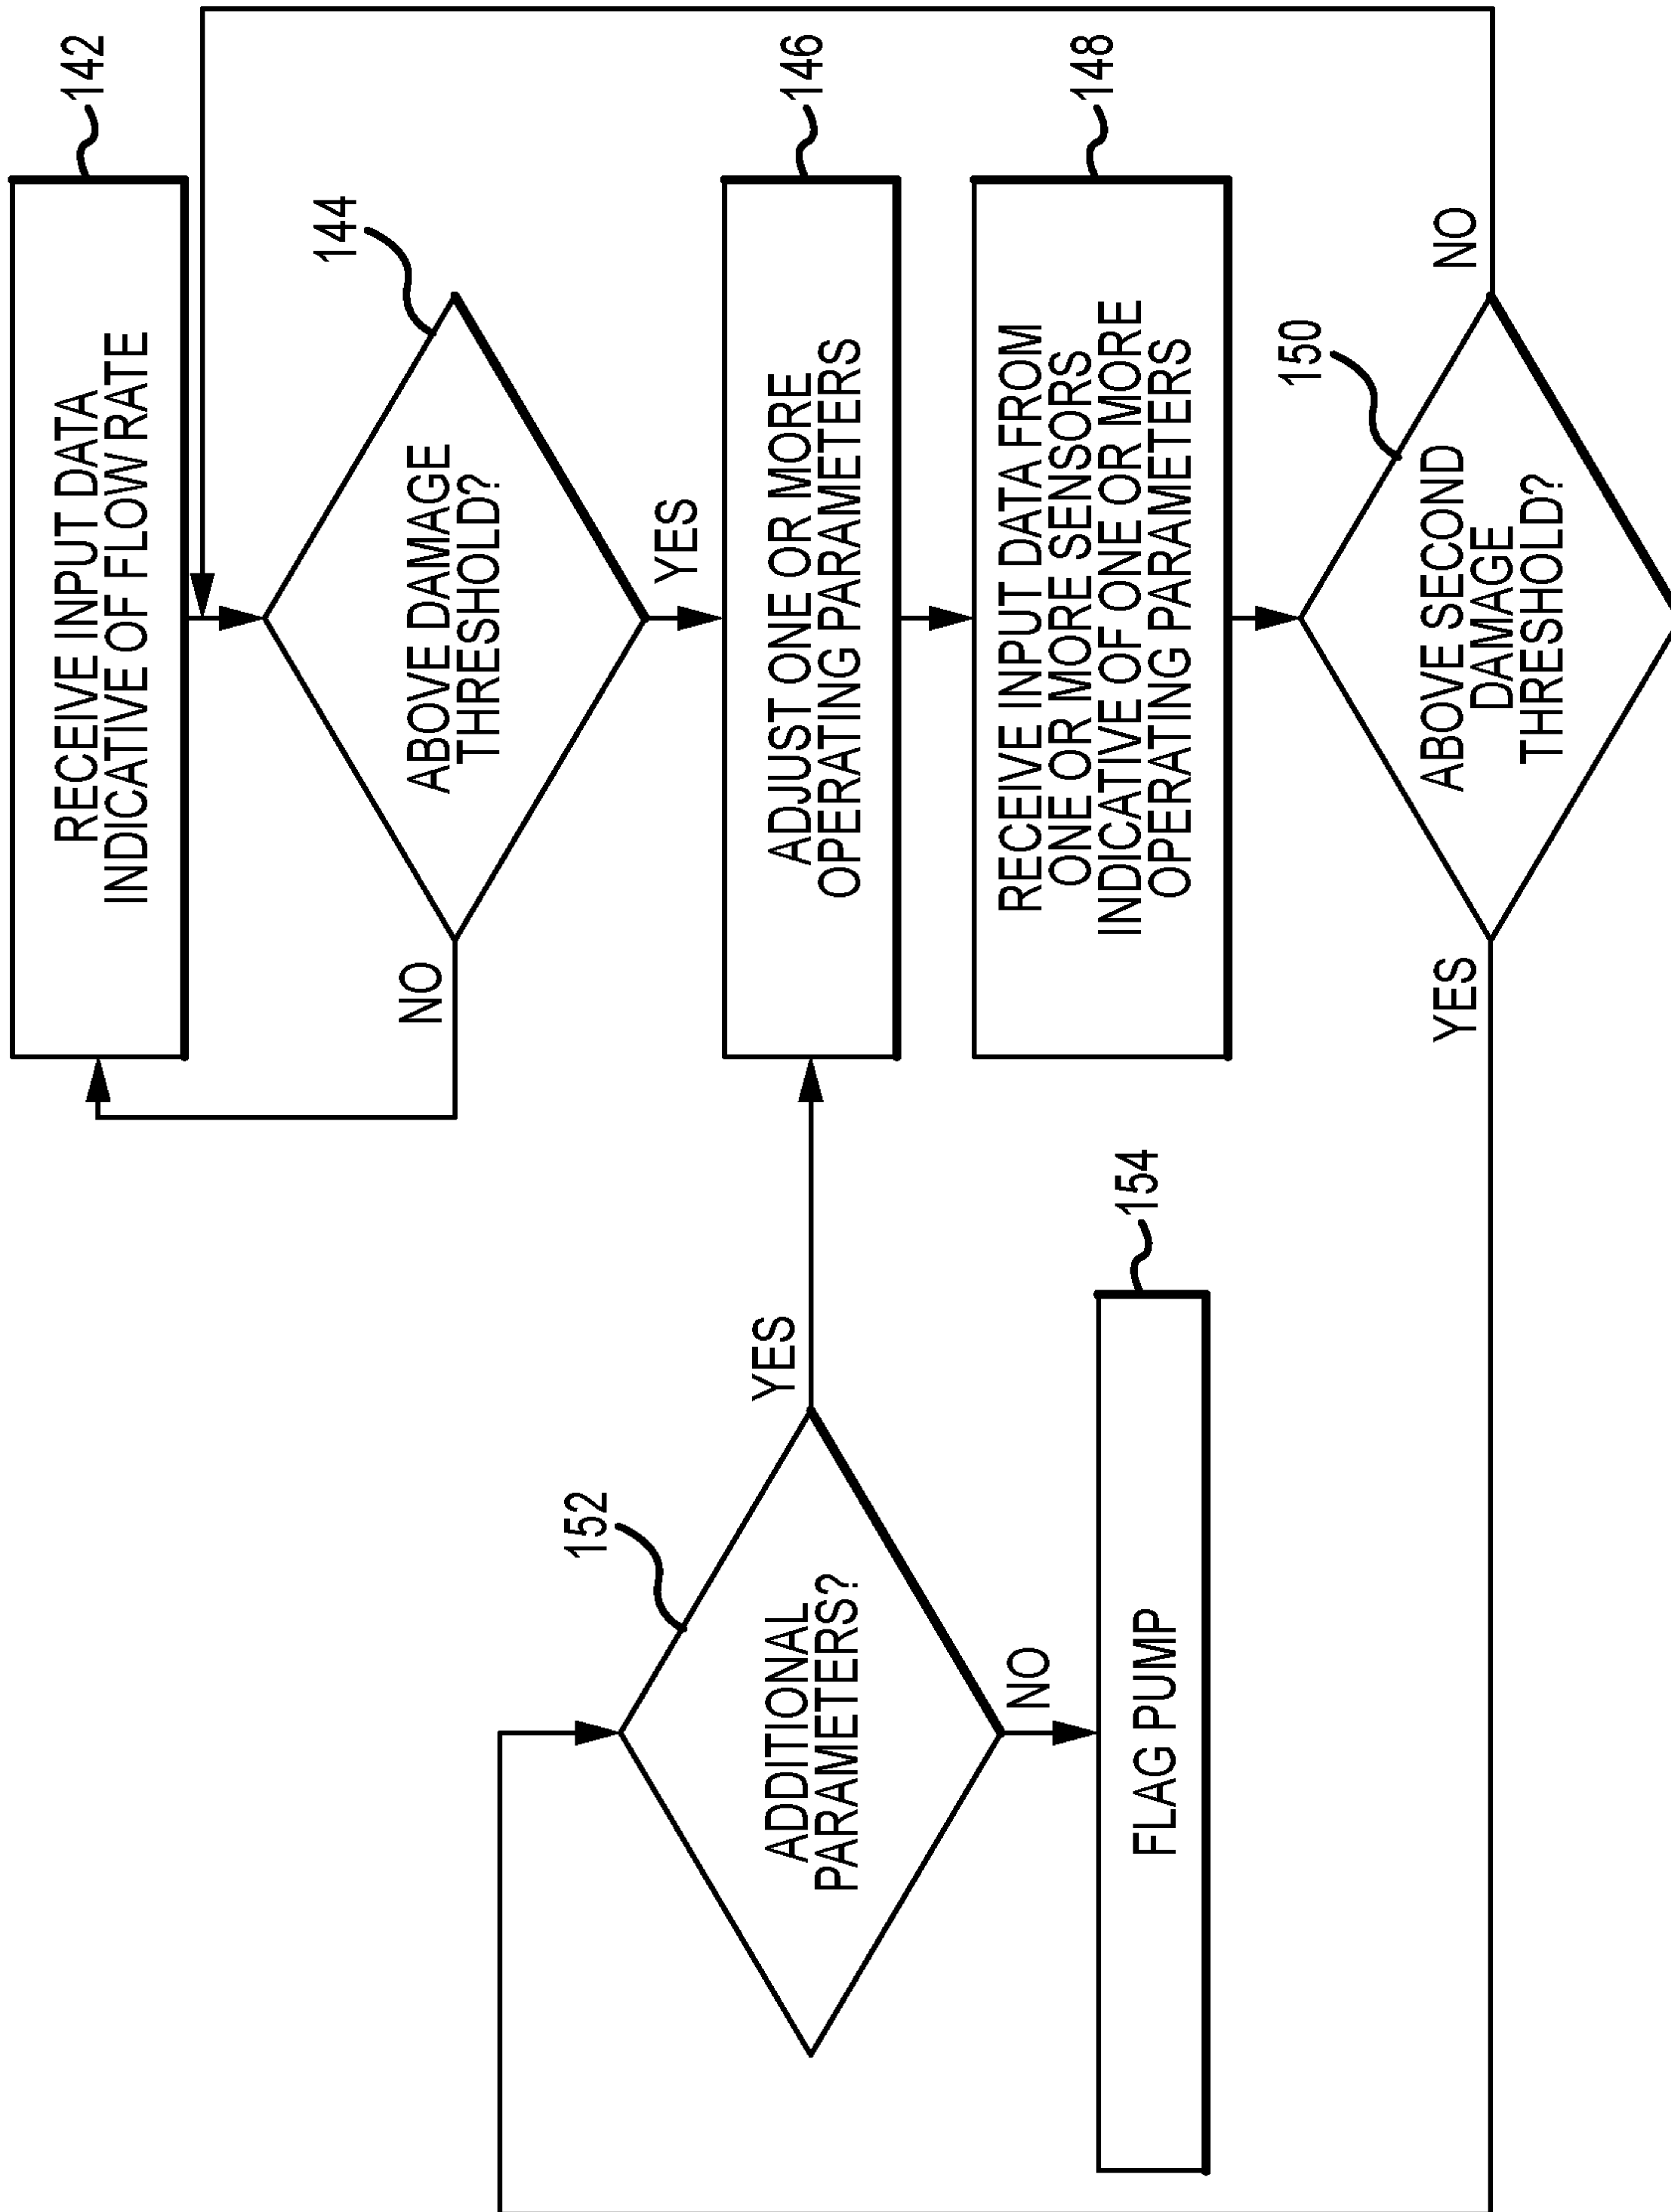 RECEIVE INPUT DATA
INDICATIVE OF FLOW RATE
142
ABOVE DAMAGE
THRESHOLD?
144
NO
YES
ADJUST ONE OR MORE
OPERATING PARAMETERS
146
RECEIVE INPUT DATA FROM
ONE OR MORE SENSORS
INDICATIVE OF ONE OR MORE
OPERATING PARAMETERS
148
ABOVE SECOND
DAMAGE
THRESHOLD?
150
NO
YES
ADDITIONAL
PARAMETERS?
152
YES
NO
FLAG PUMP
154